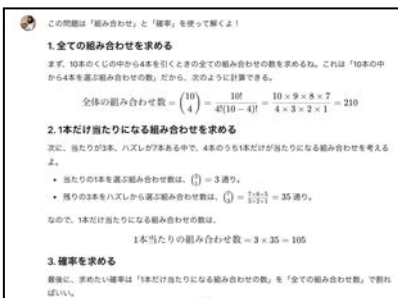 この問題は「組み合わせ」と「確率」を使って解くよ！
1. 全ての組み合わせを求める
まず、10本のくじの中から4本を引くときの全ての組み合わせの数を求めるね。これは「10本の中
から4本を選ぶ組み合わせの数」だから、次のように計算できる。
全体の組み合わせ数 = (10 4) = 10! / 4!(10 − 4)! = 10 × 9 × 8 × 7 / 4 × 3 × 2 × 1 = 210
2. 1本だけ当たりになる組み合わせを求める
次に、当たりが3本、ハズレが7本ある中で、4本のうち1本だけが当たりになる組み合わせを考える
よ。
• 当たりの1本を選ぶ組み合わせ数は、(3 1) = 3 通り。
• 残りの3本をハズレから選ぶ組み合わせ数は、(7 3) = 7×6×5 / 3×2×1 = 35 通り。
なので、1本だけ当たりになる組み合わせの数は、
1本当たりの組み合わせ数 = 3 × 35 = 105
3. 確率を求める
最後に、求めたい確率は「1本だけ当たりになる組み合わせの数」を「全ての組み合わせ数」で割れ
ばいい。